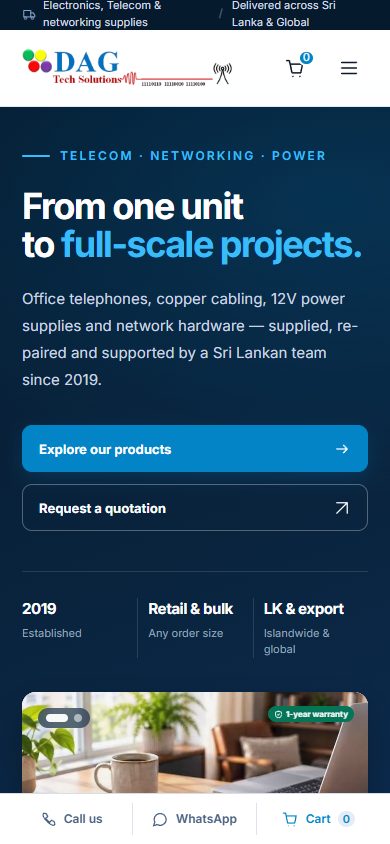 Electronics, Telecom &
networking supplies
/
Delivered across Sri
Lanka & Global
DAG
Tech Solutions
11110210 11110010 11110100
0
TELECOM · NETWORKING · POWER
From one unit
to full-scale projects.
Office telephones, copper cabling, 12V power
supplies and network hardware — supplied, re-
paired and supported by a Sri Lankan team
since 2019.
Explore our products
Request a quotation
2019
Established
Retail & bulk
Any order size
LK & export
Islandwide &
global
1-year warranty
Call us
WhatsApp
Cart 0